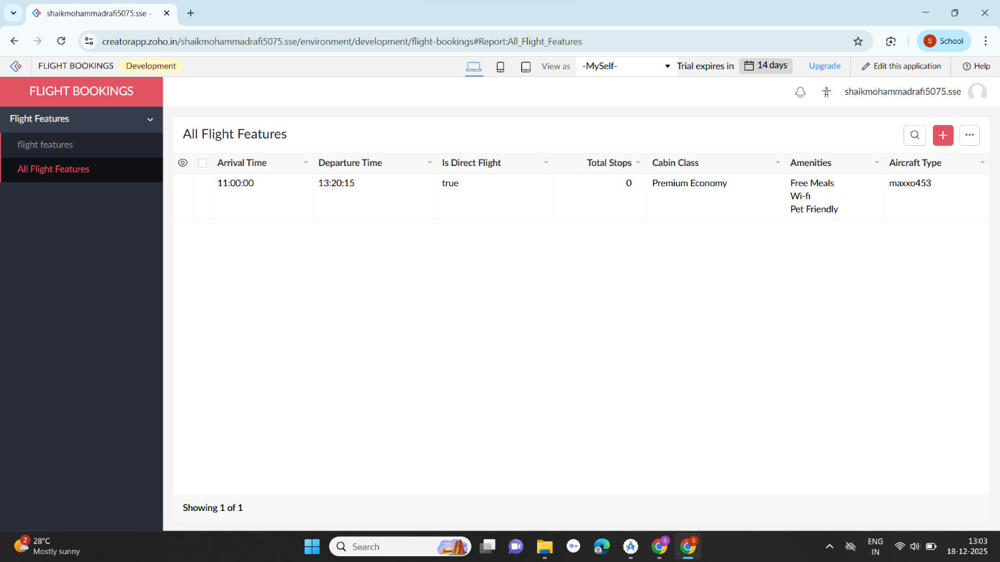 shaikmohammadrafi5075.sse -
creatorapp.zoho.in/shaikmohammadrafi5075.sse/environment/development/flight-bookings#Report:All_Flight_Features
S School
FLIGHT BOOKINGS Development View as -MySelf- Trial expires in 14 days Upgrade Edit this application Help
FLIGHT BOOKINGS
shaikmohammadrafi5075.sse
Flight Features
flight features
All Flight Features
All Flight Features
Arrival Time Departure Time Is Direct Flight Total Stops Cabin Class Amenities Aircraft Type
11:00:00 13:20:15 true 0 Premium Economy Free Meals maxxo453
Wi-fi
Pet Friendly
Showing 1 of 1
2
28°C
Mostly sunny
Search
S
S
ENG
IN
13:03
18-12-2025